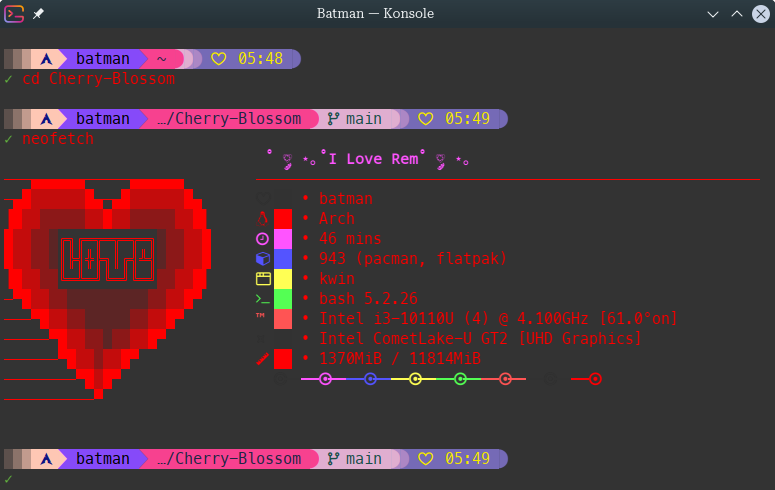 Batman — Konsole
batman ~ ♡ 05:48
✓ cd Cherry-Blossom
batman …/Cherry-Blossom main ♡ 05:49
✓ neofetch
I Love Rem
• batman
• Arch
• 46 mins
• 943 (pacman, flatpak)
• kwin
• bash 5.2.26
™ • Intel i3-10110U (4) @ 4.100GHz [61.0°on]
• Intel CometLake-U GT2 [UHD Graphics]
• 1370MiB / 11814MiB
batman …/Cherry-Blossom main ♡ 05:49
✓